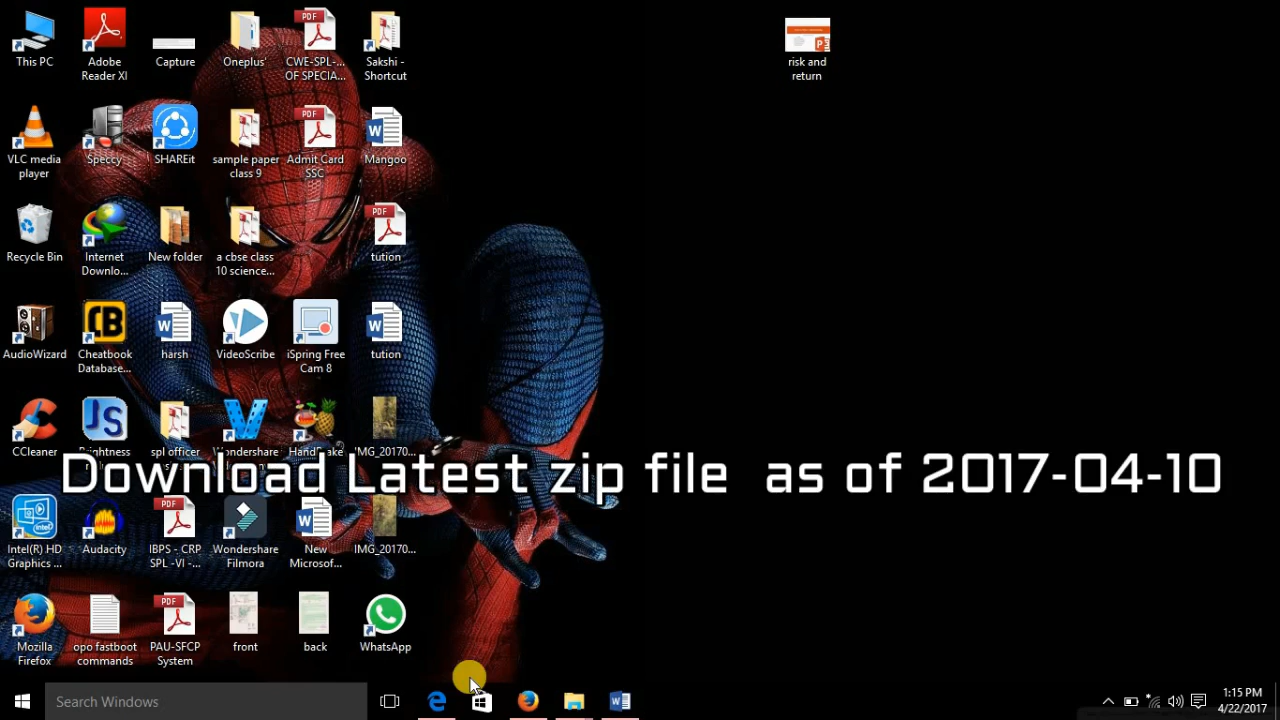 This PC
Adobe
Reader XI
Capture
Oneplus'
CWE-SPL-...
OF SPECIA...
Sakshi -
Shortcut
risk and
return
VLC media
player
Speccy
SHAREit
sample paper
class 9
Admit Card
SSC
Mangoo
Recycle Bin
Internet
Downlo...
New folder
a cbse class
10 science...
tution
AudioWizard
Cheatbook
Database...
harsh
VideoScribe
iSpring Free
Cam 8
tution
CCleaner
Brightness
spl officer
Wondershare
HandBrake
IMG_20170...
Download Latest zip file as of 2017-04-10
Intel(R) HD
Graphics ...
Audacity
IBPS - CRP
SPL -VI -...
Wondershare
Filmora
New
Microsof...
IMG_20170...
Mozilla
Firefox
opo fastboot
commands
PAU-SFCP
System
front
back
WhatsApp
Search Windows
1:15 PM
4/22/2017